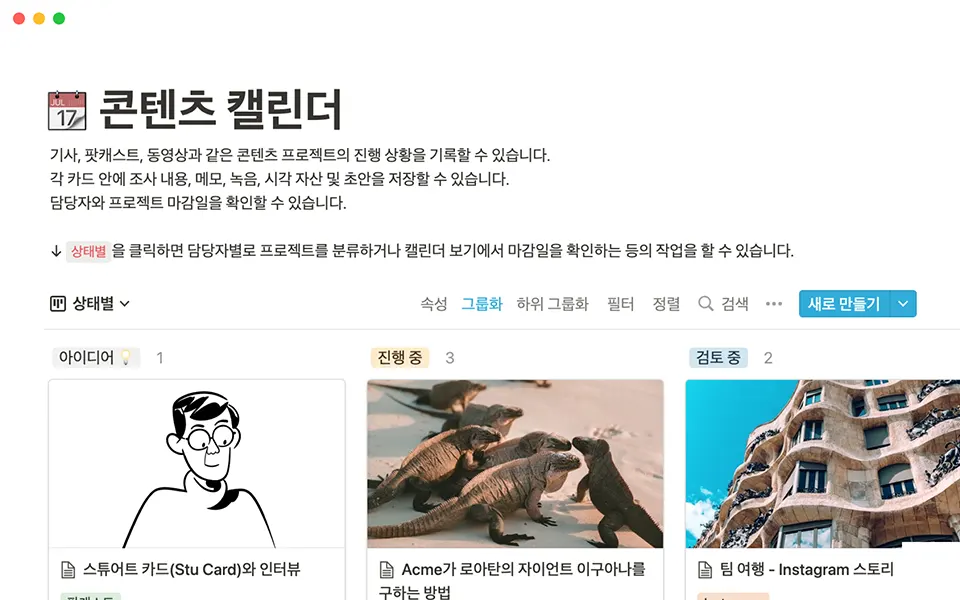 JUL
17
콘텐츠 캘린더
기사, 팟캐스트, 동영상과 같은 콘텐츠 프로젝트의 진행 상황을 기록할 수 있습니다.
각 카드 안에 조사 내용, 메모, 녹음, 시각 자산 및 초안을 저장할 수 있습니다.
담당자와 프로젝트 마감일을 확인할 수 있습니다.
↓ 상태별 을 클릭하면 담당자별로 프로젝트를 분류하거나 캘린더 보기에서 마감일을 확인하는 등의 작업을 할 수 있습니다.
상태별 속성 그룹화 하위 그룹화 필터 정렬 검색 ••• 새로 만들기
아이디어💡 1 진행 중 3 검토 중 2
스튜어트 카드(Stu Card)와 인터뷰
Acme가 로아탄의 자이언트 이구아나를
구하는 방법
팀 여행 - Instagram 스토리